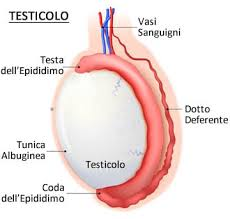 TESTICOLO
Vasi
Sanguigni
Testa
dell'Epididimo
Dotto
Deferente
Tunica
Albuginea
Testicolo
Coda
dell'Epididimo